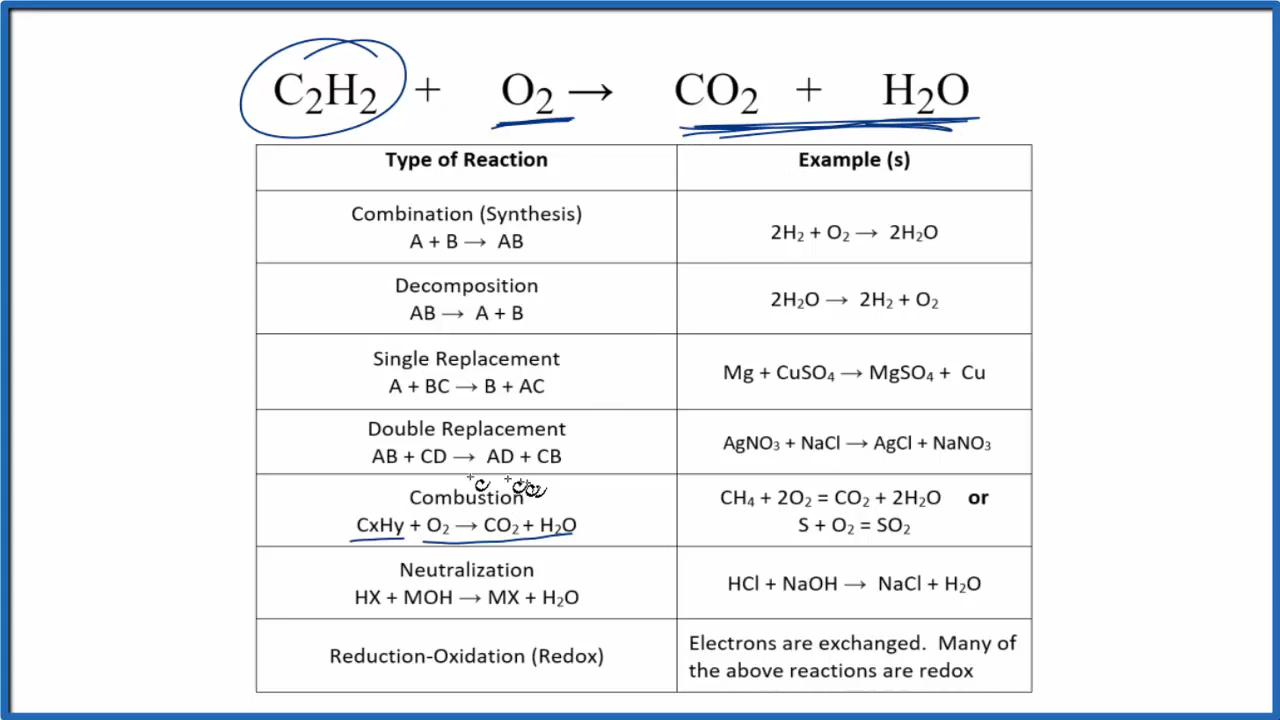 C₂H₂ + O₂ → CO₂ + H₂O
Type of Reaction
Example (s)
Combination (Synthesis)
A + B → AB
2H₂ + O₂ → 2H₂O
Decomposition
AB → A + B
2H₂O → 2H₂ + O₂
Single Replacement
A + BC → B + AC
Mg + CuSO₄ → MgSO₄ + Cu
Double Replacement
AB + CD → AD + CB
AgNO₃ + NaCl → AgCl + NaNO₃
Combustion
CxHy + O₂ → CO₂ + H₂O
CH₄ + 2O₂ = CO₂ + 2H₂O or
S + O₂ = SO₂
Neutralization
HX + MOH → MX + H₂O
HCl + NaOH → NaCl + H₂O
Reduction-Oxidation (Redox)
Electrons are exchanged. Many of
the above reactions are redox